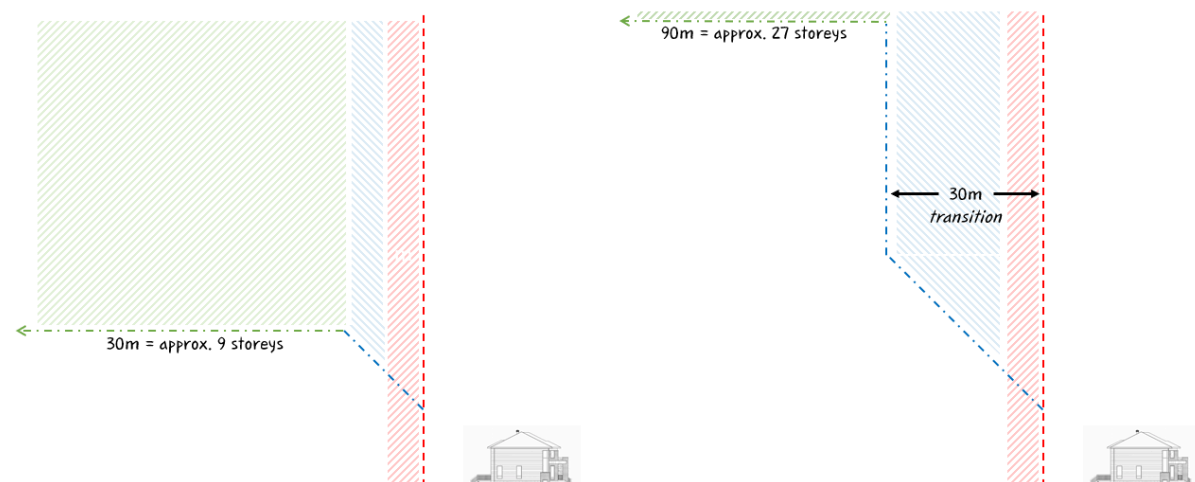 90m = approx. 27 storeys
30m
transition
30m = approx. 9 storeys